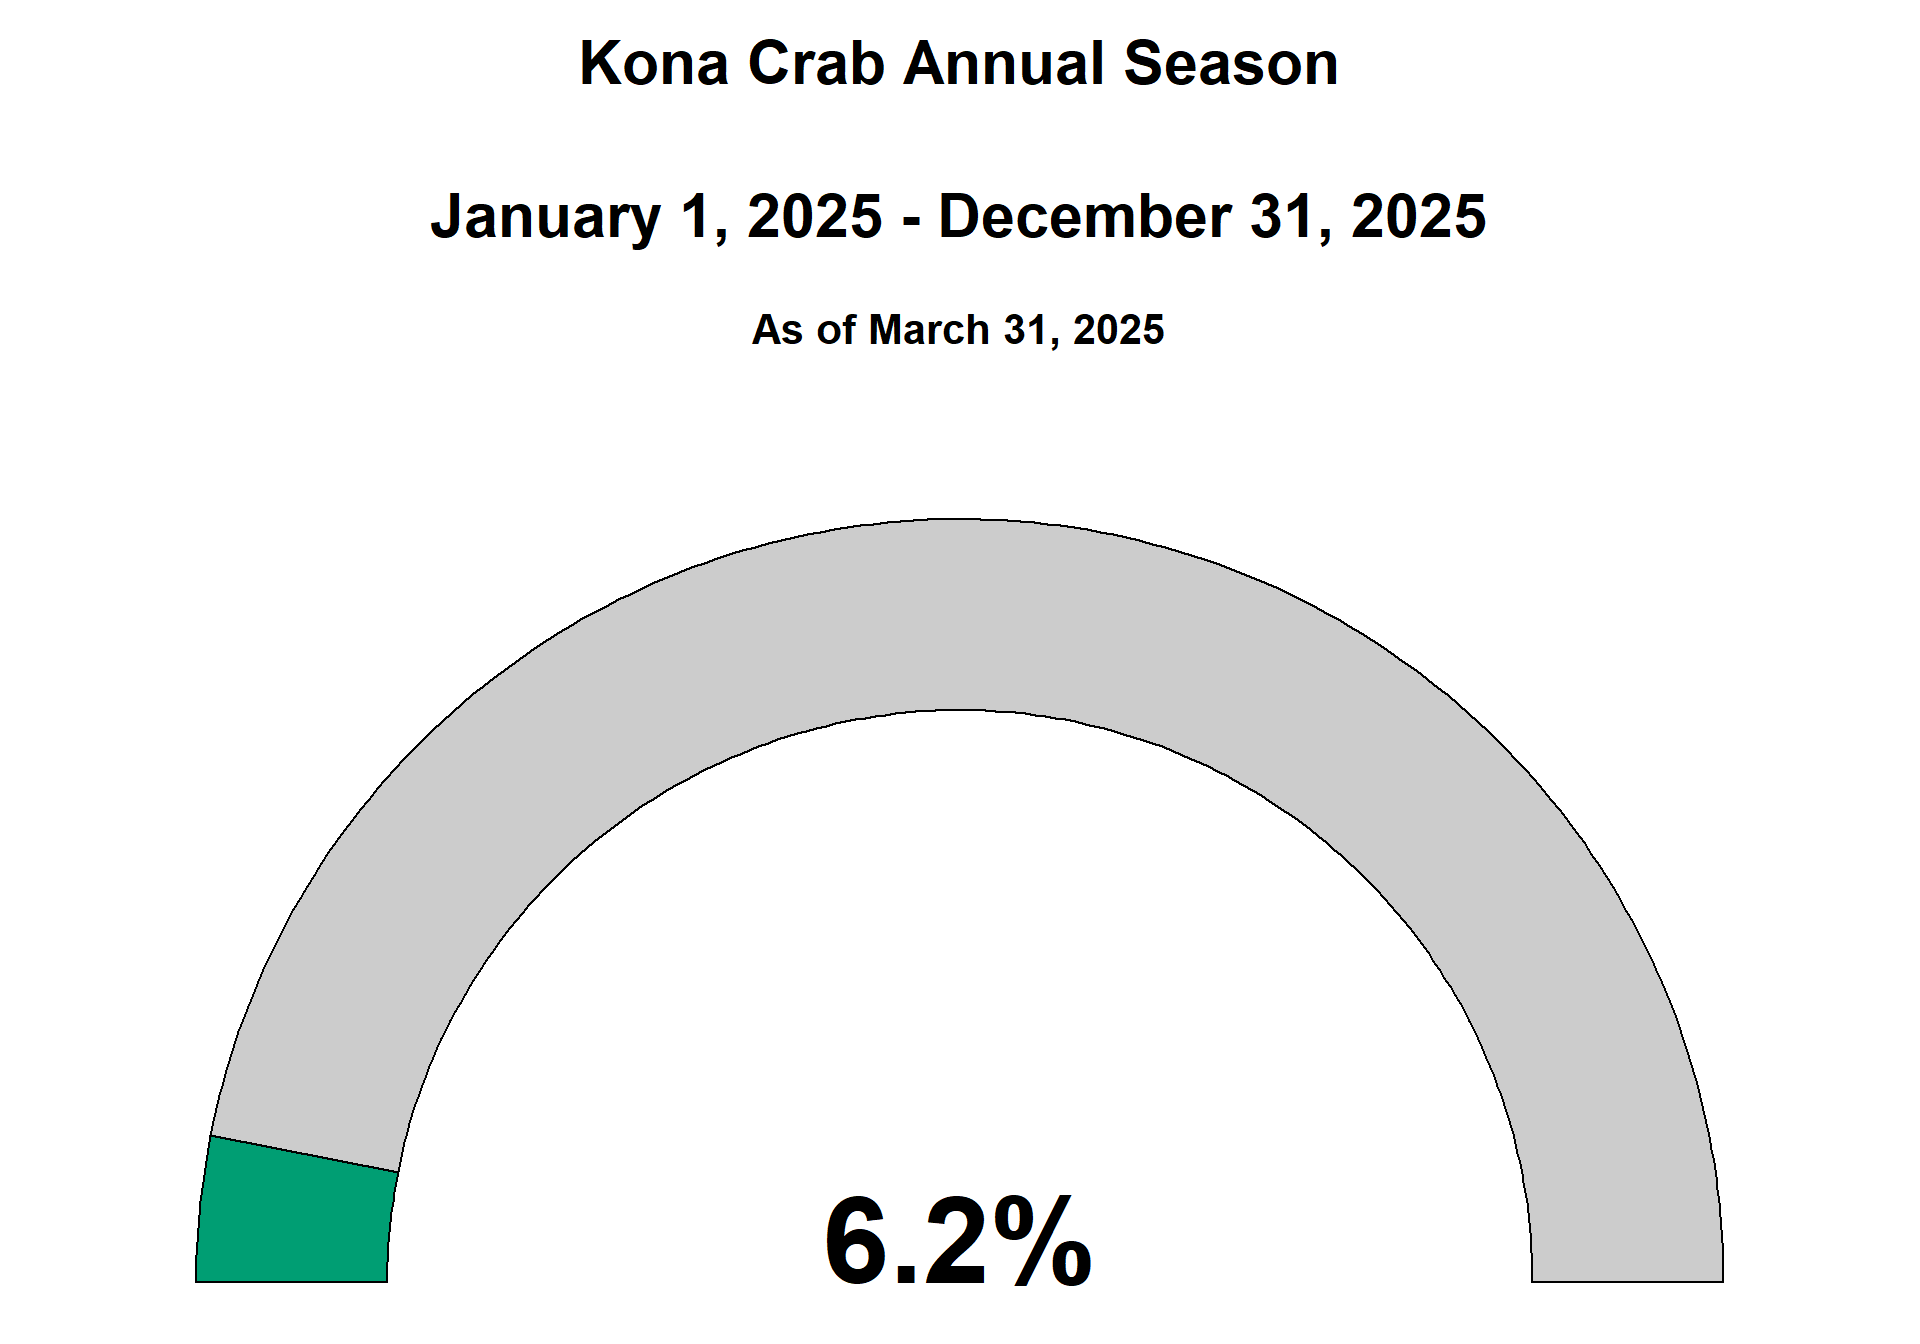 Kona Crab Annual Season
January 1, 2025 - December 31, 2025
As of March 31, 2025
6.2%